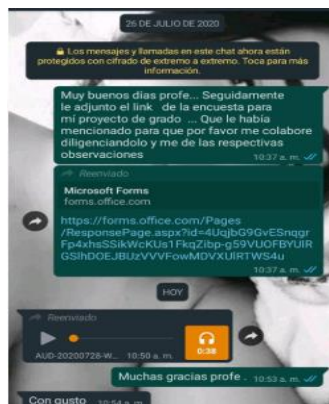 26 DE JULIO DE 2020
Los mensajes y llamadas en este chat ahora están
protegidos con cifrado de extremo a extremo. Toca para más
información.
Muy buenos días profe... Seguidamente
le adjunto el link de la encuesta para
mí proyecto de grado ... Que le había
mencionado para que por favor me colabore
diligenciandolo y me de las respectivas
observaciones
10:37 a. m.
Reenviado
Microsoft Forms
forms.office.com
https://forms.office.com/Pages
/ResponsePage.aspx?id=4UqjbG9GvESnqgr
Fp4xhsSSikWcKUs1FkqZibp-g59VUOFBYUlR
GSlhDOEJBUzVVVFowMDVXUlRTWS4u
10:37 a. m.
HOY
Reenviado
0:38
AUD-20200728-W... 10:50 a. m.
Muchas gracias profe. 10:53 a. m.
Con gusto 10:54 a. m.